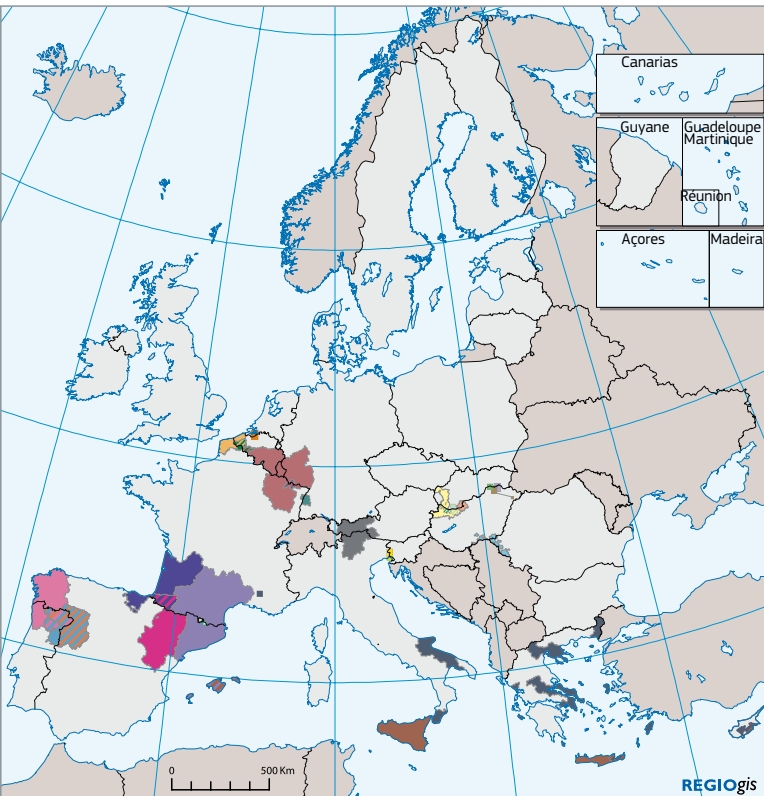 Canarias
Guyane
Guadeloupe
Martinique
Réunion
Açores
Madeira
0
500 Km
REGIOgis